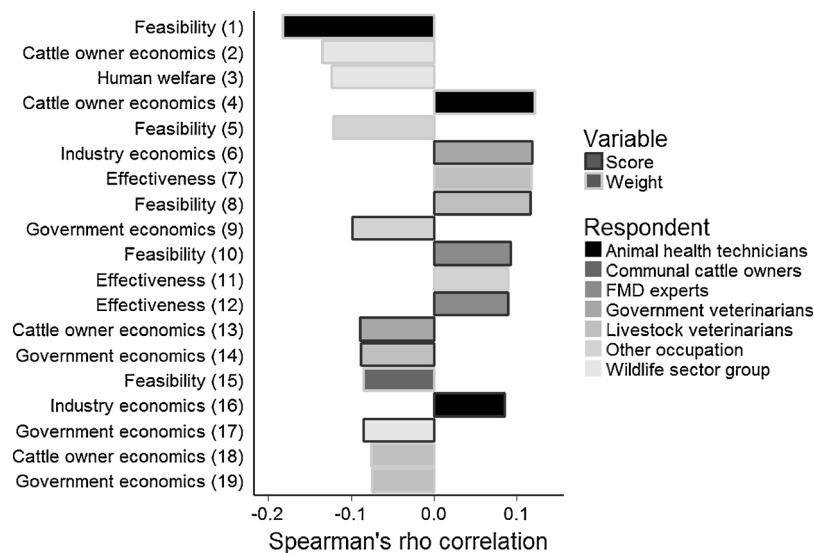 Feasibility (1)
Cattle owner economics (2)
Human welfare (3)
Cattle owner economics (4)
Feasibility (5)
Industry economics (6)
Effectiveness (7)
Feasibility (8)
Government economics (9)
Feasibility (10)
Effectiveness (11)
Effectiveness (12)
Cattle owner economics (13)
Government economics (14)
Feasibility (15)
Industry economics (16)
Government economics (17)
Cattle owner economics (18)
Government economics (19)
-0.2 -0.1 0.0 0.1
Spearman's rho correlation
Variable
Score
Weight
Respondent
Animal health technicians
Communal cattle owners
FMD experts
Government veterinarians
Livestock veterinarians
Other occupation
Wildlife sector group